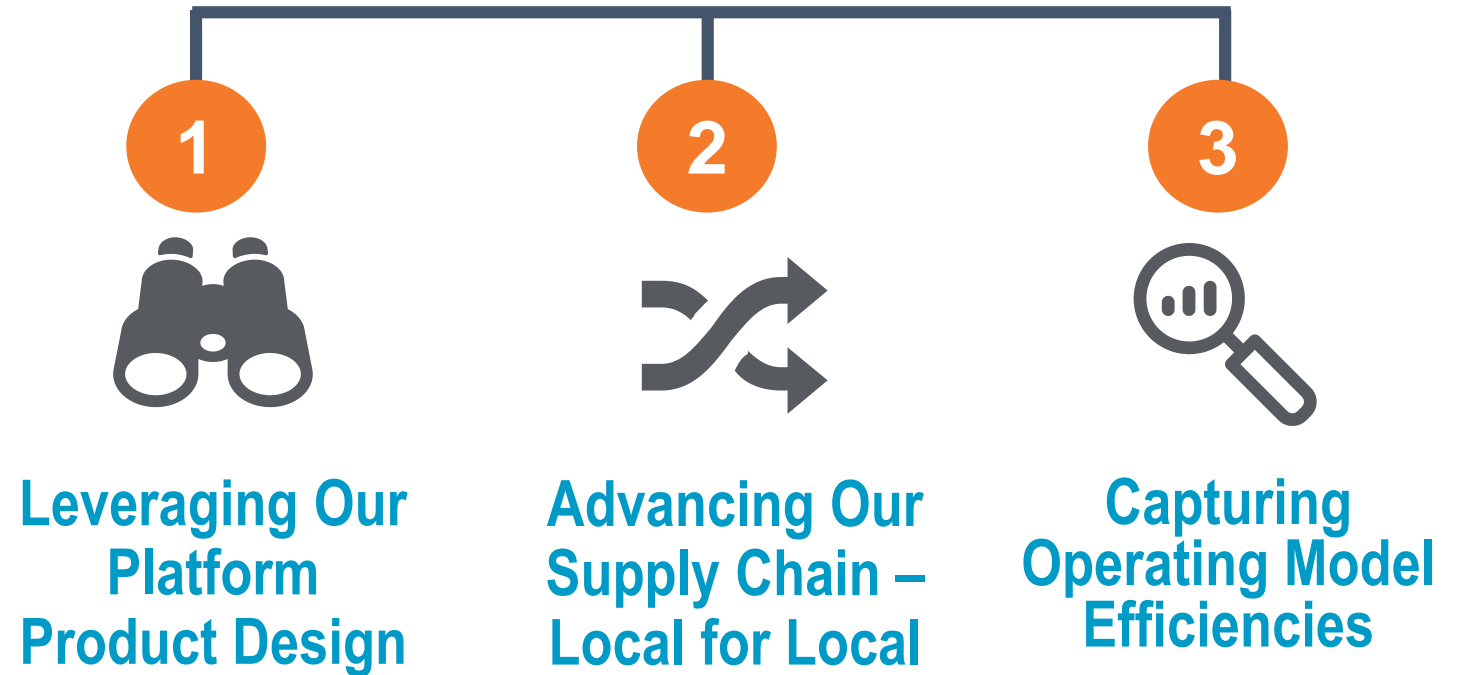 1
2
3
Leveraging Our
Platform
Product Design
Advancing Our
Supply Chain –
Local for Local
Capturing
Operating Model
Efficiencies